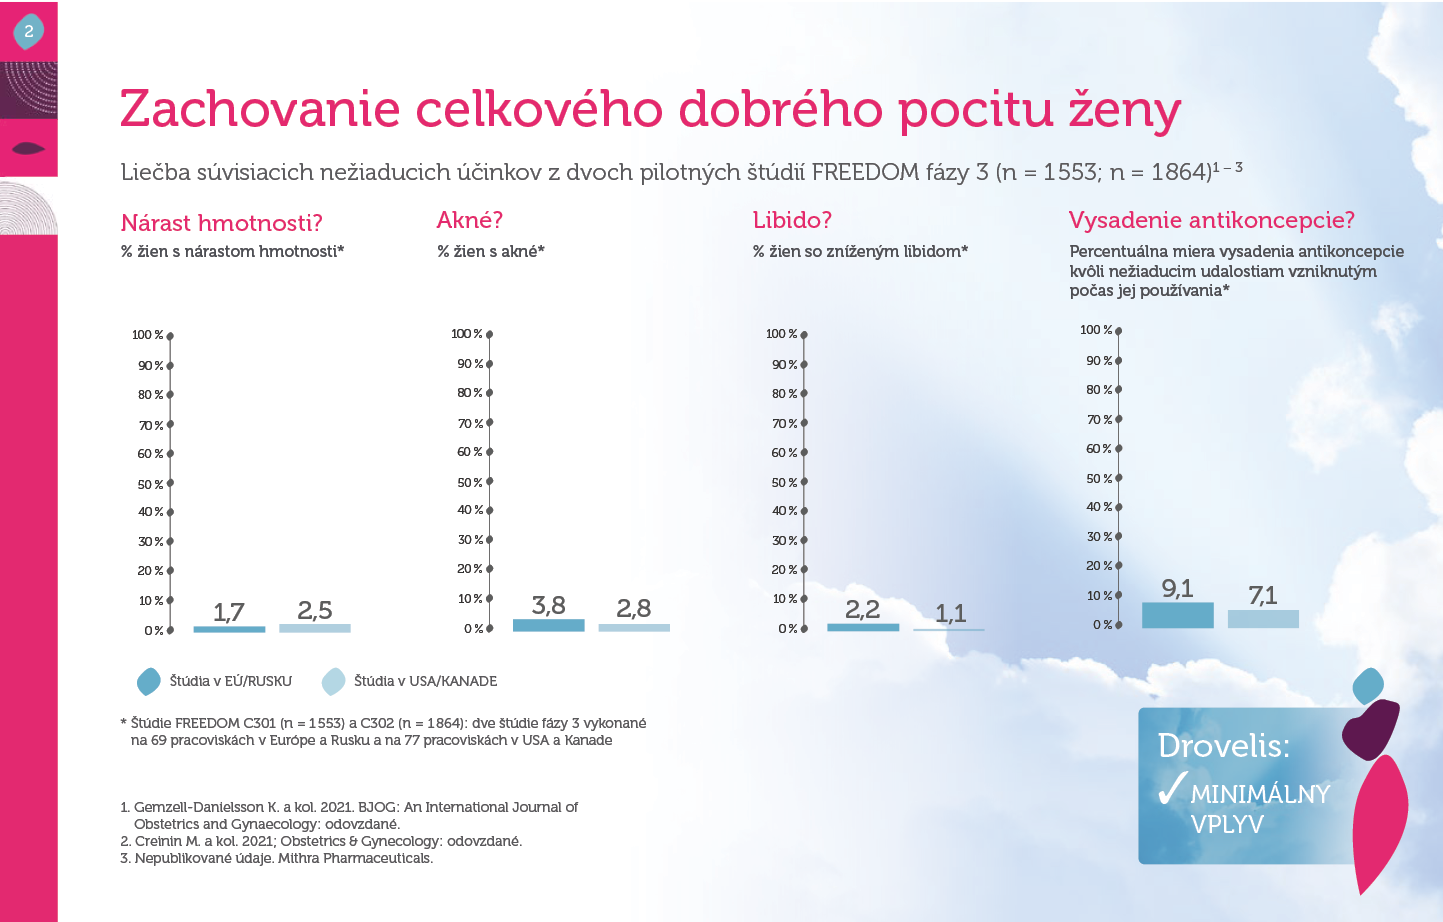 2
Zachovanie celkového dobrého pocitu ženy
Liečba súvisiacich nežiaducich účinkov z dvoch pilotných štúdií FREEDOM fázy 3 (n = 1 553; n = 1 864)1 – 3
Nárast hmotnosti?
% žien s nárastom hmotnosti*
100 %
90 %
80 %
70 %
60 %
50 %
40 %
30 %
20 %
10 %
0 %
1,7
2,5
Akné?
% žien s akné*
100 %
90 %
80 %
70 %
60 %
50 %
40 %
30 %
20 %
10 %
0 %
3,8
2,8
Libido?
% žien so zníženým libidom*
100 %
90 %
80 %
70 %
60 %
50 %
40 %
30 %
20 %
10 %
0 %
2,2
1,1
Vysadenie antikoncepcie?
Percentuálna miera vysadenia antikoncepcie
kvôli nežiaducim udalostiam vzniknutým
počas jej používania*
100 %
90 %
80 %
70 %
60 %
50 %
40 %
30 %
20 %
10 %
0 %
9,1
7,1
Štúdia v EÚ/RUSKU
Štúdia v USA/KANADE
* Štúdie FREEDOM C301 (n = 1 553) a C302 (n = 1 864): dve štúdie fázy 3 vykonané
na 69 pracoviskách v Európe a Rusku a na 77 pracoviskách v USA a Kanade
1. Gemzell-Danielsson K. a kol. 2021. BJOG: An International Journal of
Obstetrics and Gynaecology: odovzdané.
2. Creinin M. a kol. 2021; Obstetrics & Gynecology: odovzdané.
3. Nepublikované údaje. Mithra Pharmaceuticals.
Drovelis:
✓ MINIMÁLNY
VPLYV